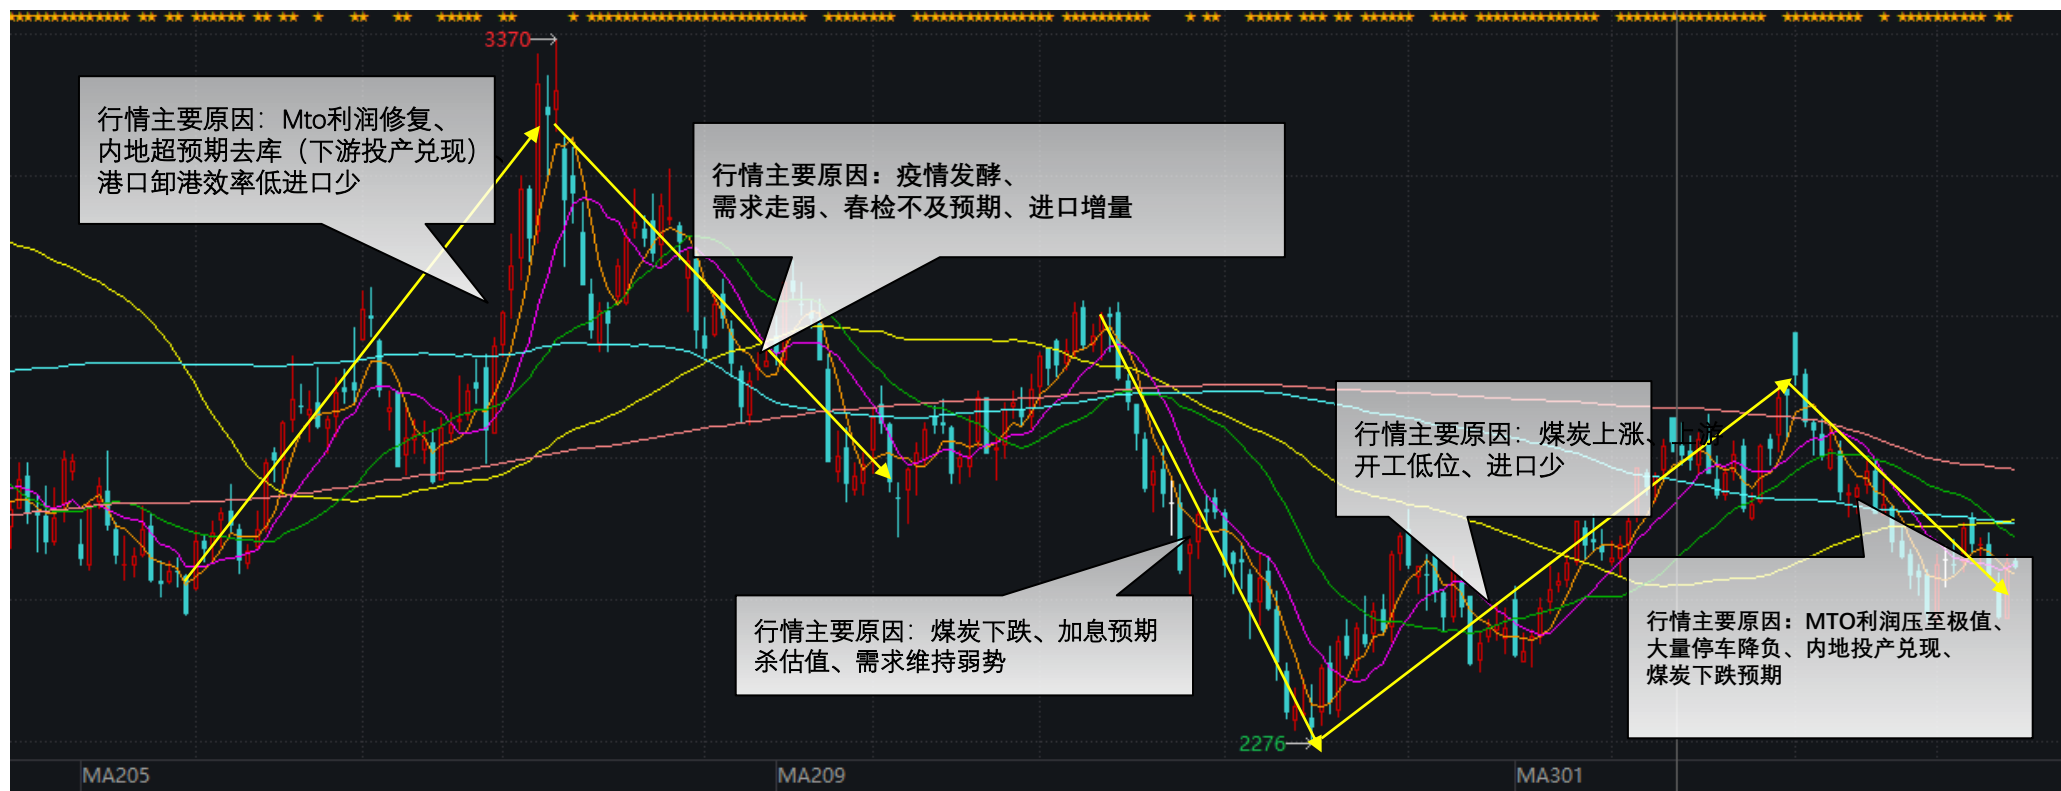 3370
行情主要原因：Mto利润修复、
内地超预期去库（下游投产兑现）、
港口卸港效率低进口少
行情主要原因：疫情发酵、
需求走弱、春检不及预期、进口增量
行情主要原因：煤炭上涨、上游
开工低位、进口少
行情主要原因：煤炭下跌、加息预期
杀估值、需求维持弱势
行情主要原因：MTO利润压至极值、
大量停车降负、内地投产兑现、
煤炭下跌预期
2276
MA205
MA209
MA301